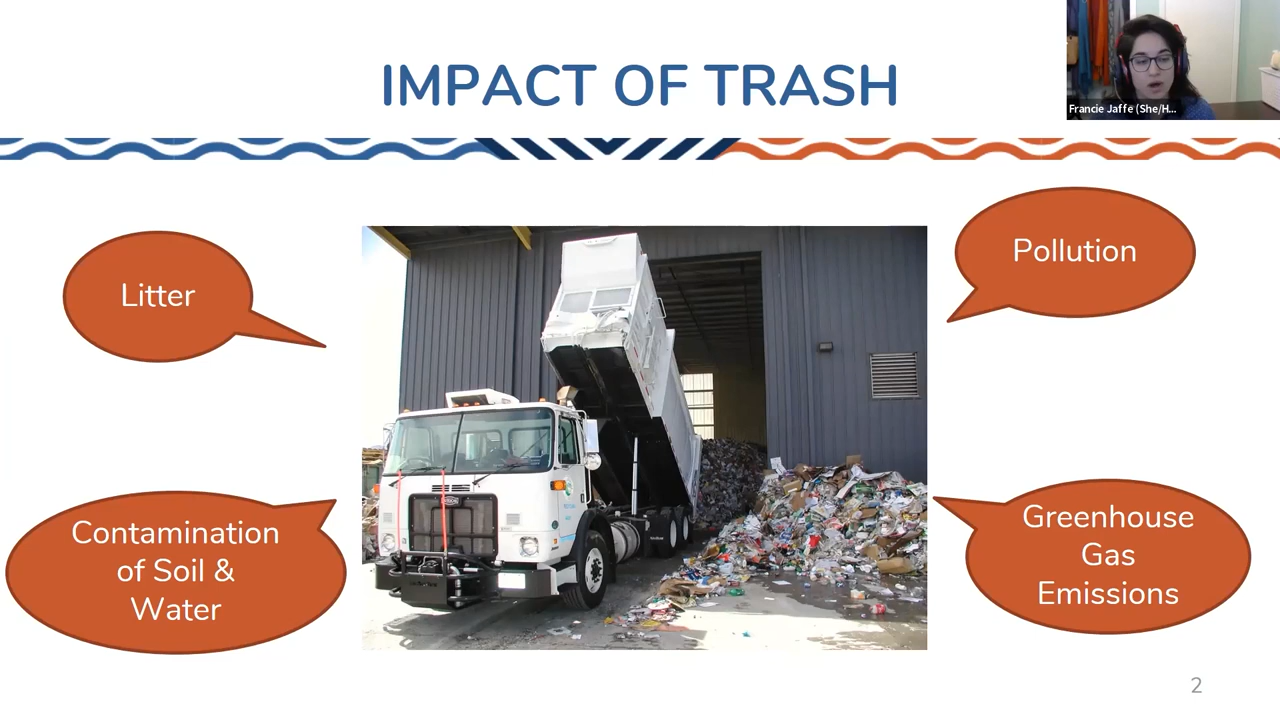 IMPACT OF TRASH
Francie Jaffe (She/H...
Litter
Pollution
Contamination
of Soil &
Water
Greenhouse
Gas
Emissions
2